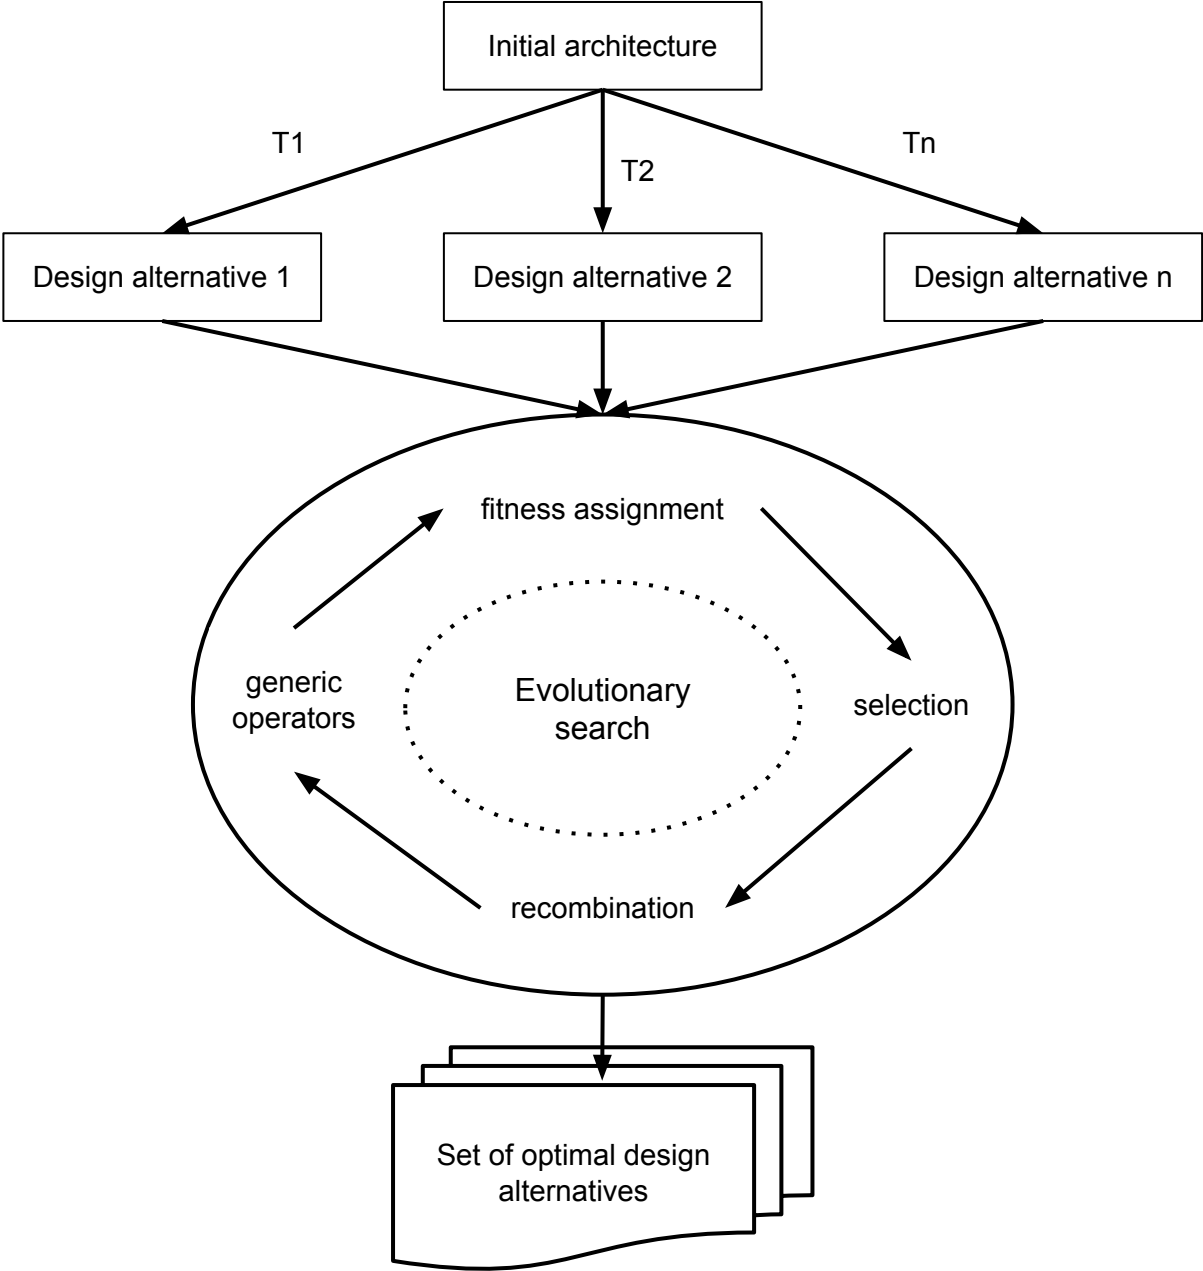 Initial architecture
T1
T2
Tn
Design alternative 1
Design alternative 2
Design alternative n
fitness assignment
generic
operators
Evolutionary
search
selection
recombination
Set of optimal design
alternatives